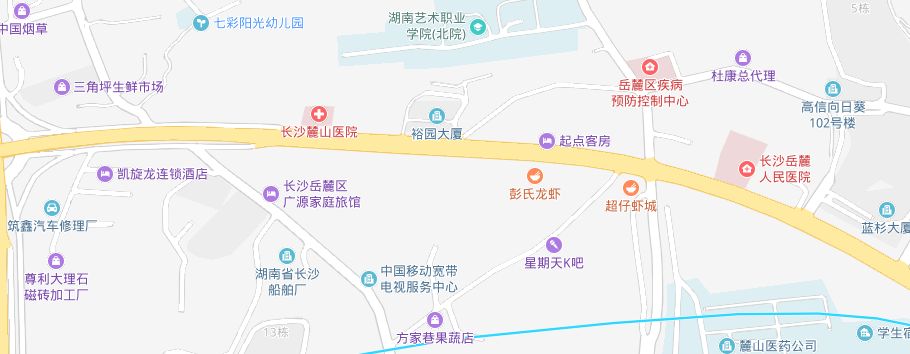 中国烟草
七彩阳光幼儿园
湖南艺术职业
学院(北院)
5栋
三角坪生鲜市场
岳麓区疾病
预防控制中心
杜康总代理
高信向日葵
102号楼
长沙麓山医院
裕园大厦
起点客房
长沙岳麓
人民医院
凯旋龙连锁酒店
长沙岳麓区
广源家庭旅馆
彭氏龙虾
超仔虾城
筑鑫汽车修理厂
蓝杉大厦
尊利大理石
磁砖加工厂
湖南省长沙
船舶厂
中国移动宽带
电视服务中心
星期天K吧
13栋
方家巷果蔬店
麓山医药公司
学生宿